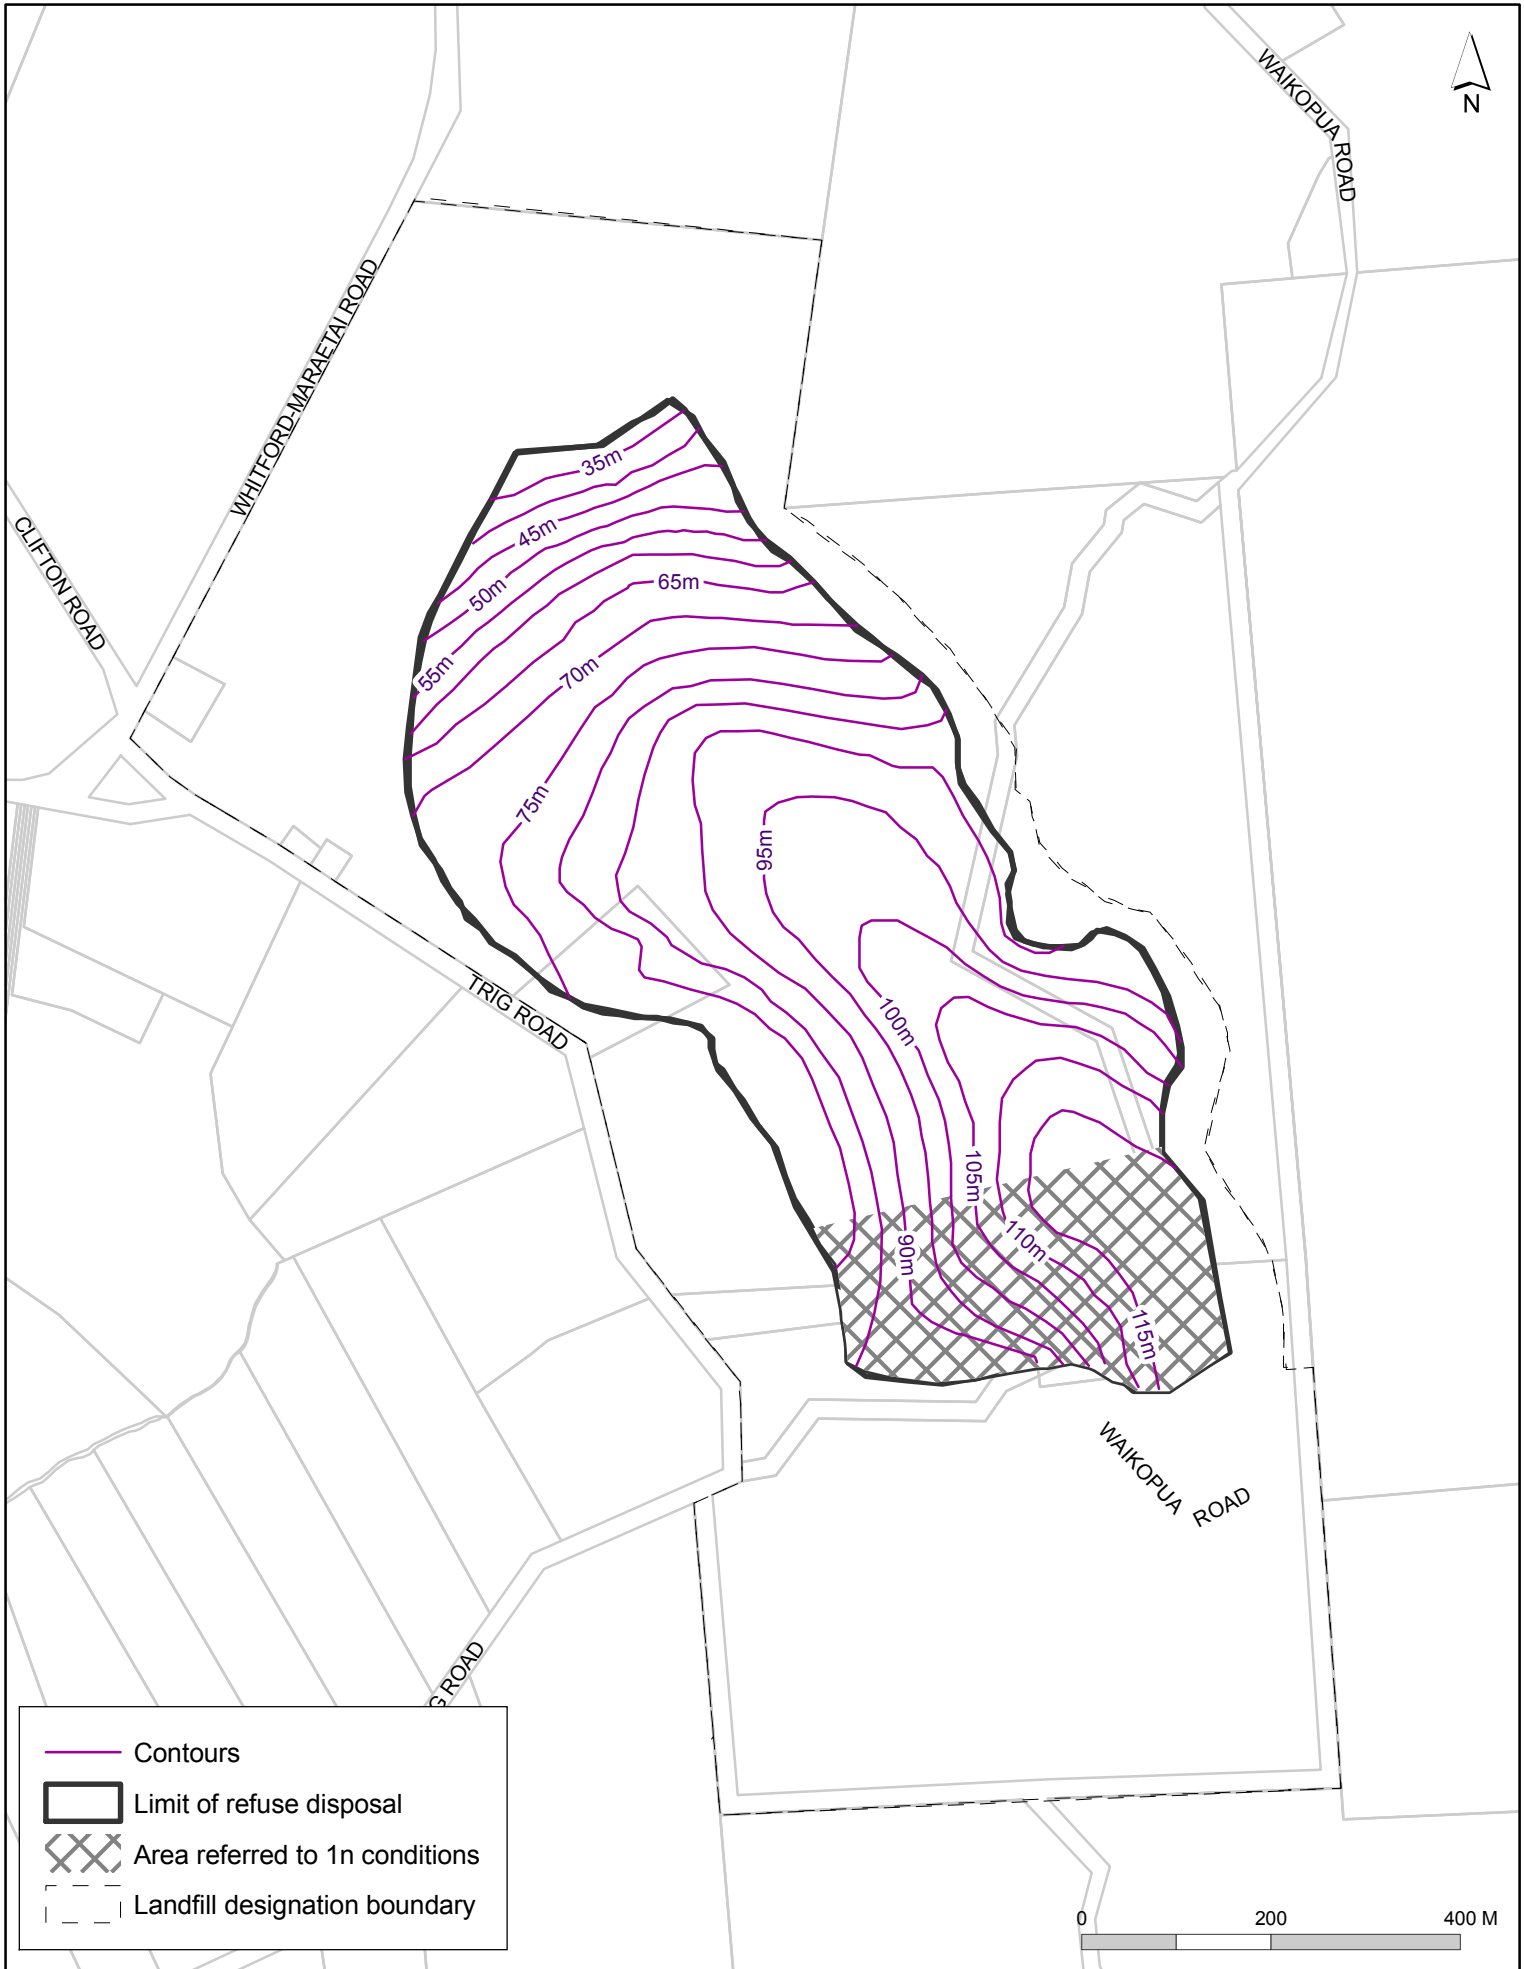 WAIKOPUA ROAD
N
WHITFORD-MARAETAI ROAD
CLIFTON ROAD
35m
45m
50m
65m
55m
70m
75m
95m
100m
TRIG ROAD
105m
110m
90m
115m
WAIKOPUA ROAD
G ROAD
Contours
Limit of refuse disposal
Area referred to 1n conditions
Landfill designation boundary
0 200 400 M